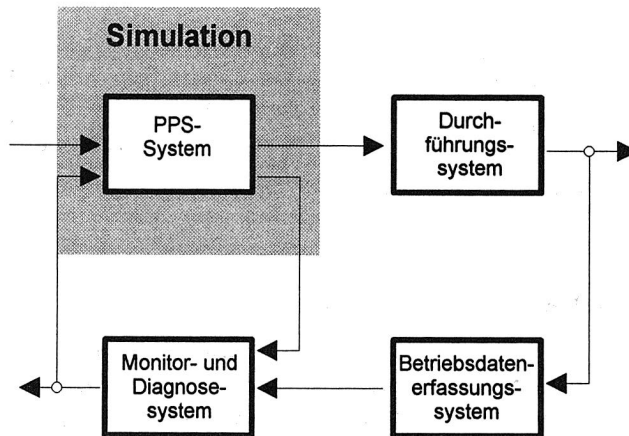 Simulation
PPS-
System
Durch-
führungs-
system
Monitor- und
Diagnose-
system
Betriebsdaten-
erfassungs-
system